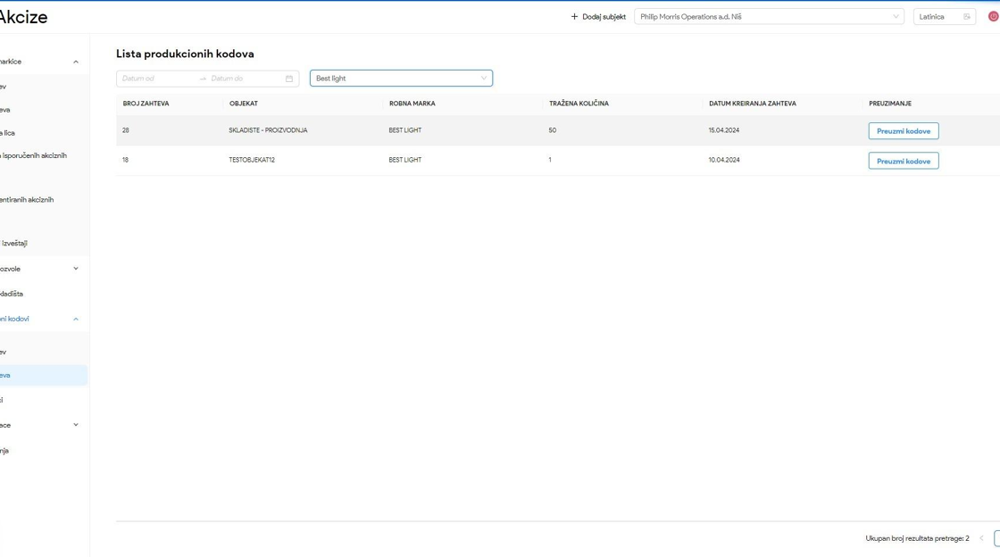 Akcize
Dodaj subjekt
Philip Morris Operations a.d. Niš
Latinica
Lista produkcionih kodova
Datum od
Datum do
Best light
BROJ ZAHTEVA OBJEKAT ROBNA MARKA TRAŽENA KOLIČINA DATUM KREIRANJA ZAHTEVA PREUZIMANJE
28 SKLADISTE - PROIZVODNJA BEST LIGHT 50 15.04.2024 Preuzmi kodove
18 TESTOBJEKAT12 BEST LIGHT 1 10.04.2024 Preuzmi kodove
Ukupan broj rezultata pretrage: 2
narkice
ev
eva
a lica
isporučenih akciznih
entiranih akciznih
izveštaji
ozvole
kladišta
ni kodovi
ev
eva
i
ace
nja